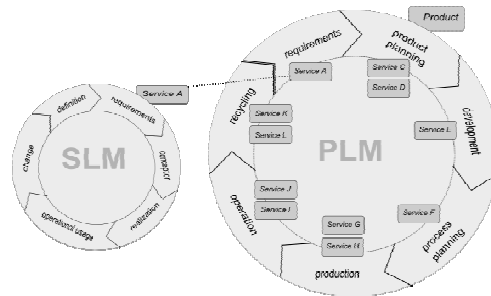 Product
requirements
product
planning
Service A
Service C
Service D
Service A
definition
requirements
recycling
Service K
Service L
Service E
development
change
SLM
concept
PLM
Service J
Service I
operation
Service F
process
planning
operational usage
realization
Service G
Service H
production